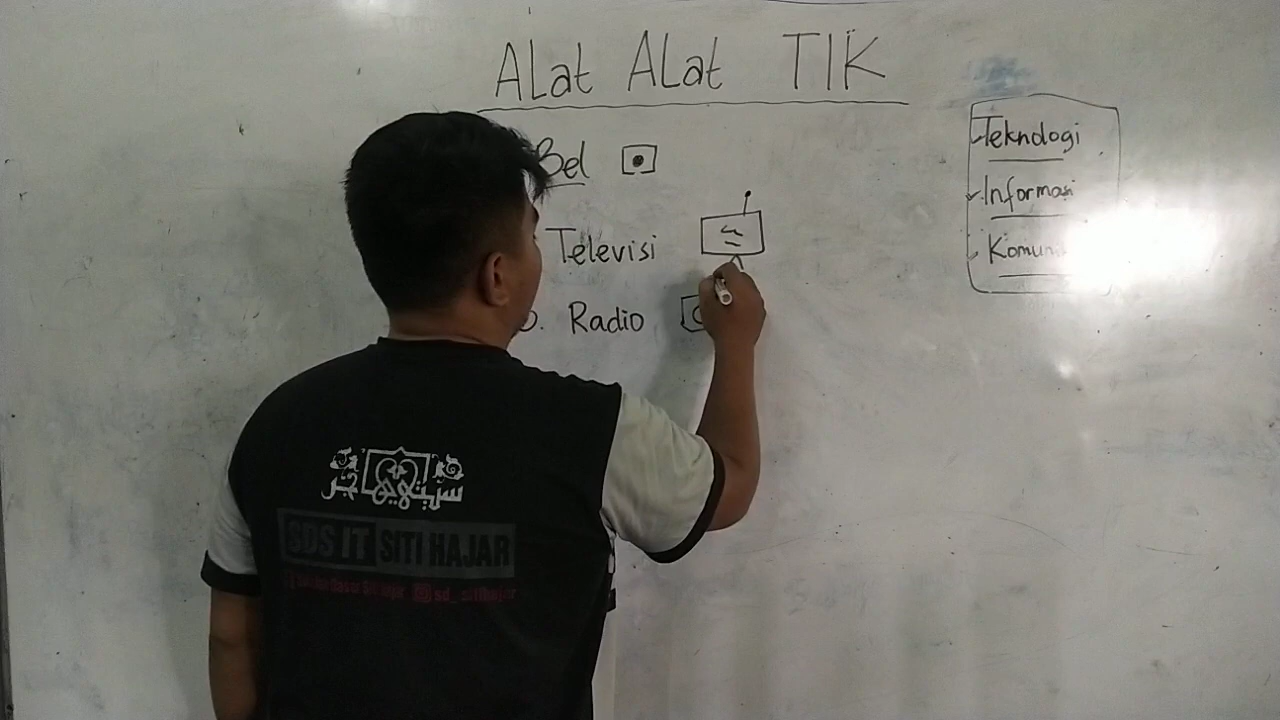 ALat ALat TIK
Bel
Televisi
Radio
Teknologi
Informasi
SDS IT SITI HAJAR